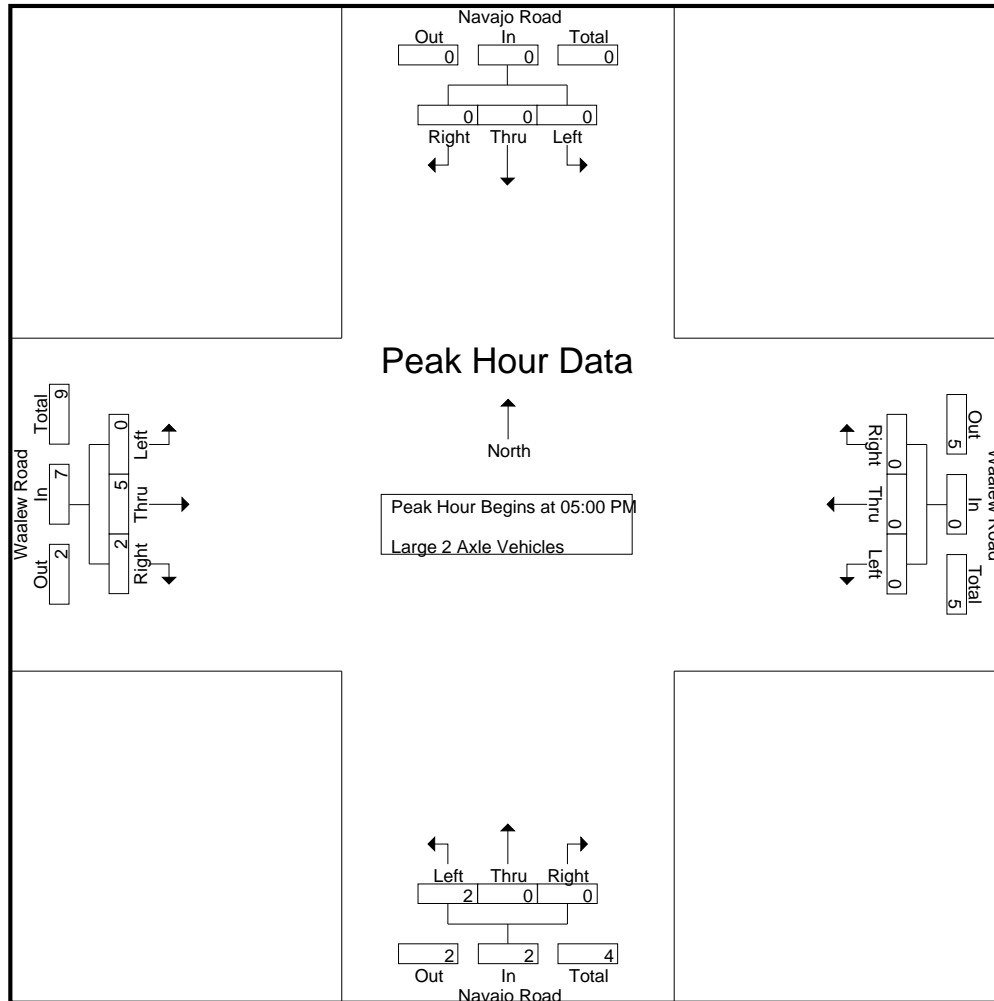 Navajo Road
Out In Total
0 0 0
0 0 0
Right Thru Left
Peak Hour Data
North
Peak Hour Begins at 05:00 PM
Large 2 Axle Vehicles
Waalew Road
Out In Total
2 7 9
2 5 0
Right Thru Left
Waalew Road
Out In Total
5 0 5
0 0 0
Right Thru Left
Left Thru Right
2 0 0
2 2 4
Out In Total
Navajo Road